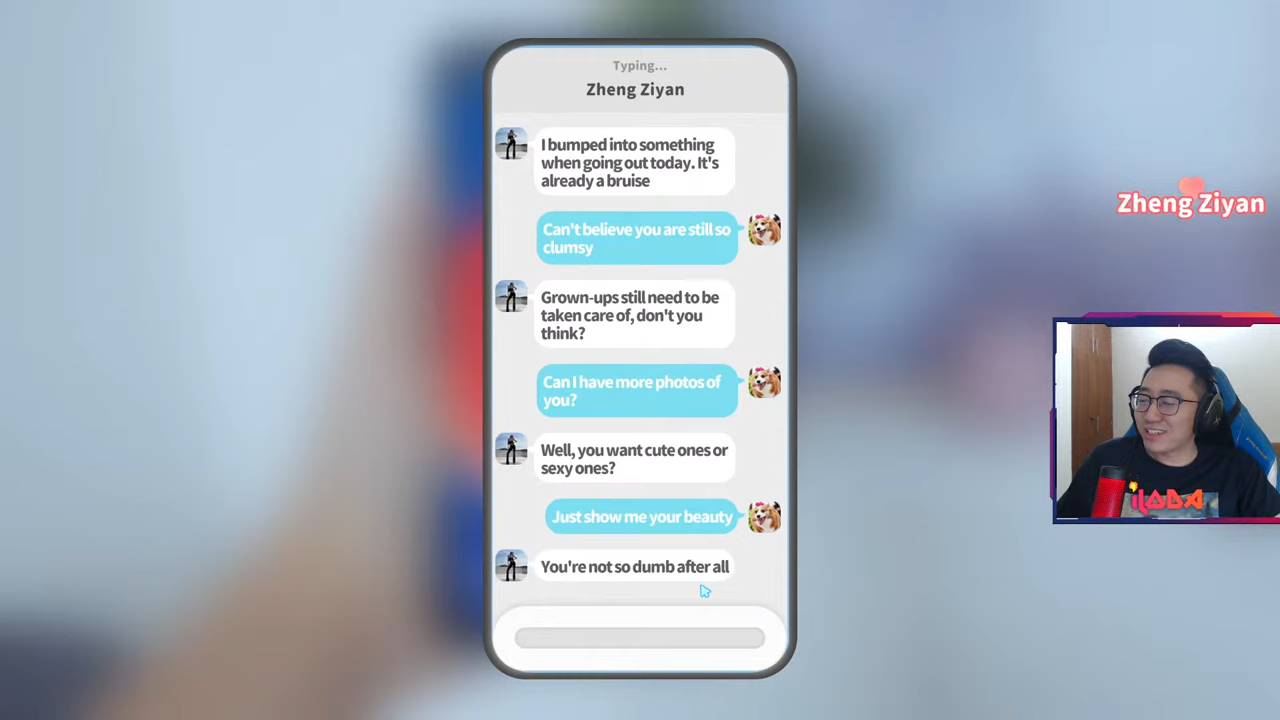 Typing...
Zheng Ziyan
I bumped into something
when going out today. It's
already a bruise
Can't believe you are still so
clumsy
Grown-ups still need to be
taken care of, don't you
think?
Can I have more photos of
you?
Well, you want cute ones or
sexy ones?
Just show me your beauty
You're not so dumb after all
Zheng Ziyan